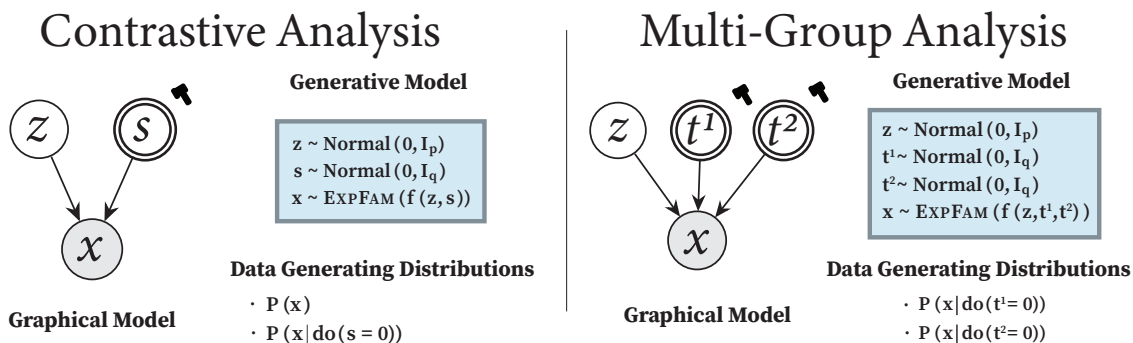 Contrastive Analysis
Generative Model
z
s
z ~ Normal (0, Iₚ)
s ~ Normal (0, I_q)
x ~ EXPFAM (f (z, s))
x
Data Generating Distributions
· P (x)
Graphical Model
· P (x|do(s = 0))
Multi-Group Analysis
Generative Model
z
t¹
t²
z ~ Normal (0, Iₚ)
t¹~ Normal (0, I_q)
t²~ Normal (0, I_q)
x ~ EXPFAM (f (z,t¹,t²) )
x
Data Generating Distributions
· P (x|do(t¹= 0))
Graphical Model
· P (x|do(t²= 0))